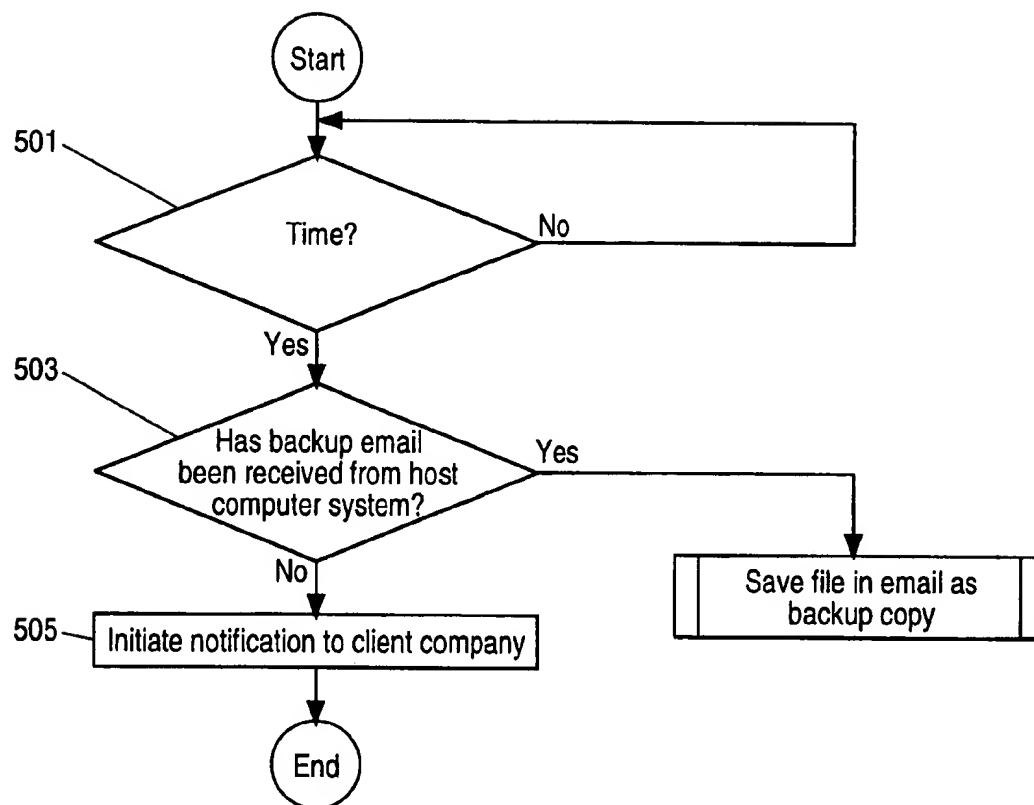 Start
501
Time?
No
Yes
503
Has backup email
been received from host
computer system?
Yes
No
Save file in email as
backup copy
505
Initiate notification to client company
End